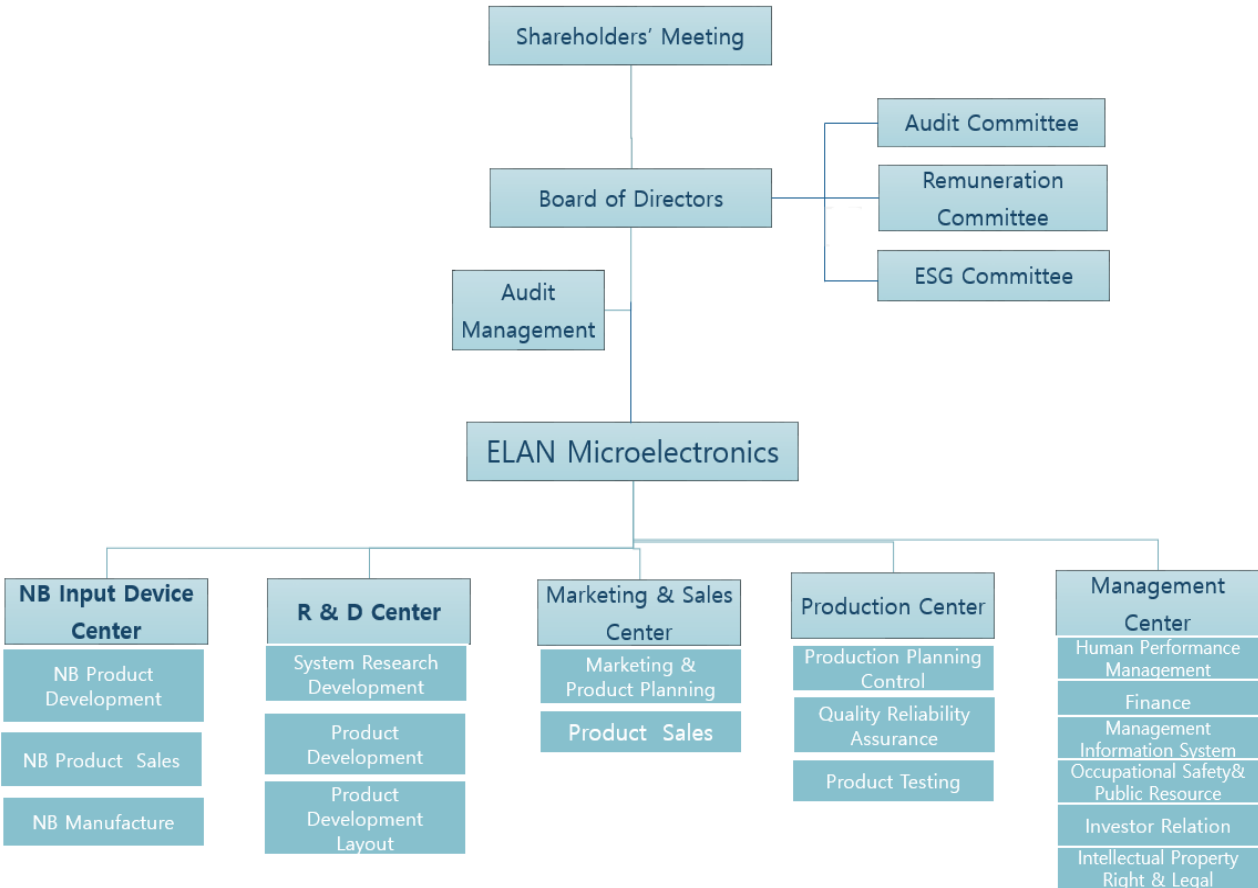 Shareholders’ Meeting
Audit Committee
Board of Directors
Remuneration
Committee
ESG Committee
Audit
Management
ELAN Microelectronics
NB Input Device
Center
NB Product
Development
NB Product Sales
NB Manufacture
R & D Center
System Research
Development
Product
Development
Product
Development
Layout
Marketing & Sales
Center
Marketing &
Product Planning
Product Sales
Production Center
Production Planning
Control
Quality Reliability
Assurance
Product Testing
Management
Center
Human Performance
Management
Finance
Management
Information System
Occupational Safety&
Public Resource
Investor Relation
Intellectual Property
Right & Legal